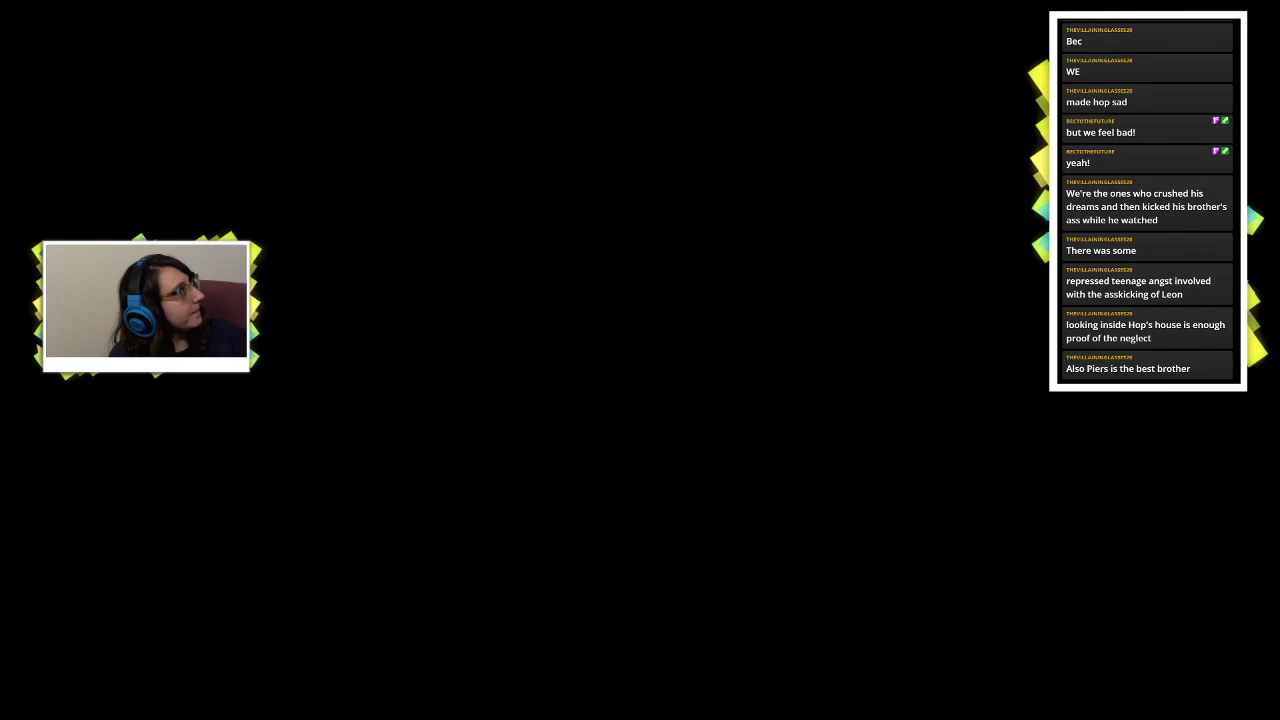 THEVILLAININGLASSES20
Bec
THEVILLAININGLASSES20
WE
THEVILLAININGLASSES20
made hop sad
BECTOTHEFUTURE
but we feel bad!
BECTOTHEFUTURE
yeah!
THEVILLAININGLASSES20
We're the ones who crushed his
dreams and then kicked his brother's
ass while he watched
THEVILLAININGLASSES20
There was some
THEVILLAININGLASSES20
repressed teenage angst involved
with the asskicking of Leon
THEVILLAININGLASSES20
looking inside Hop's house is enough
proof of the neglect
THEVILLAININGLASSES20
Also Piers is the best brother